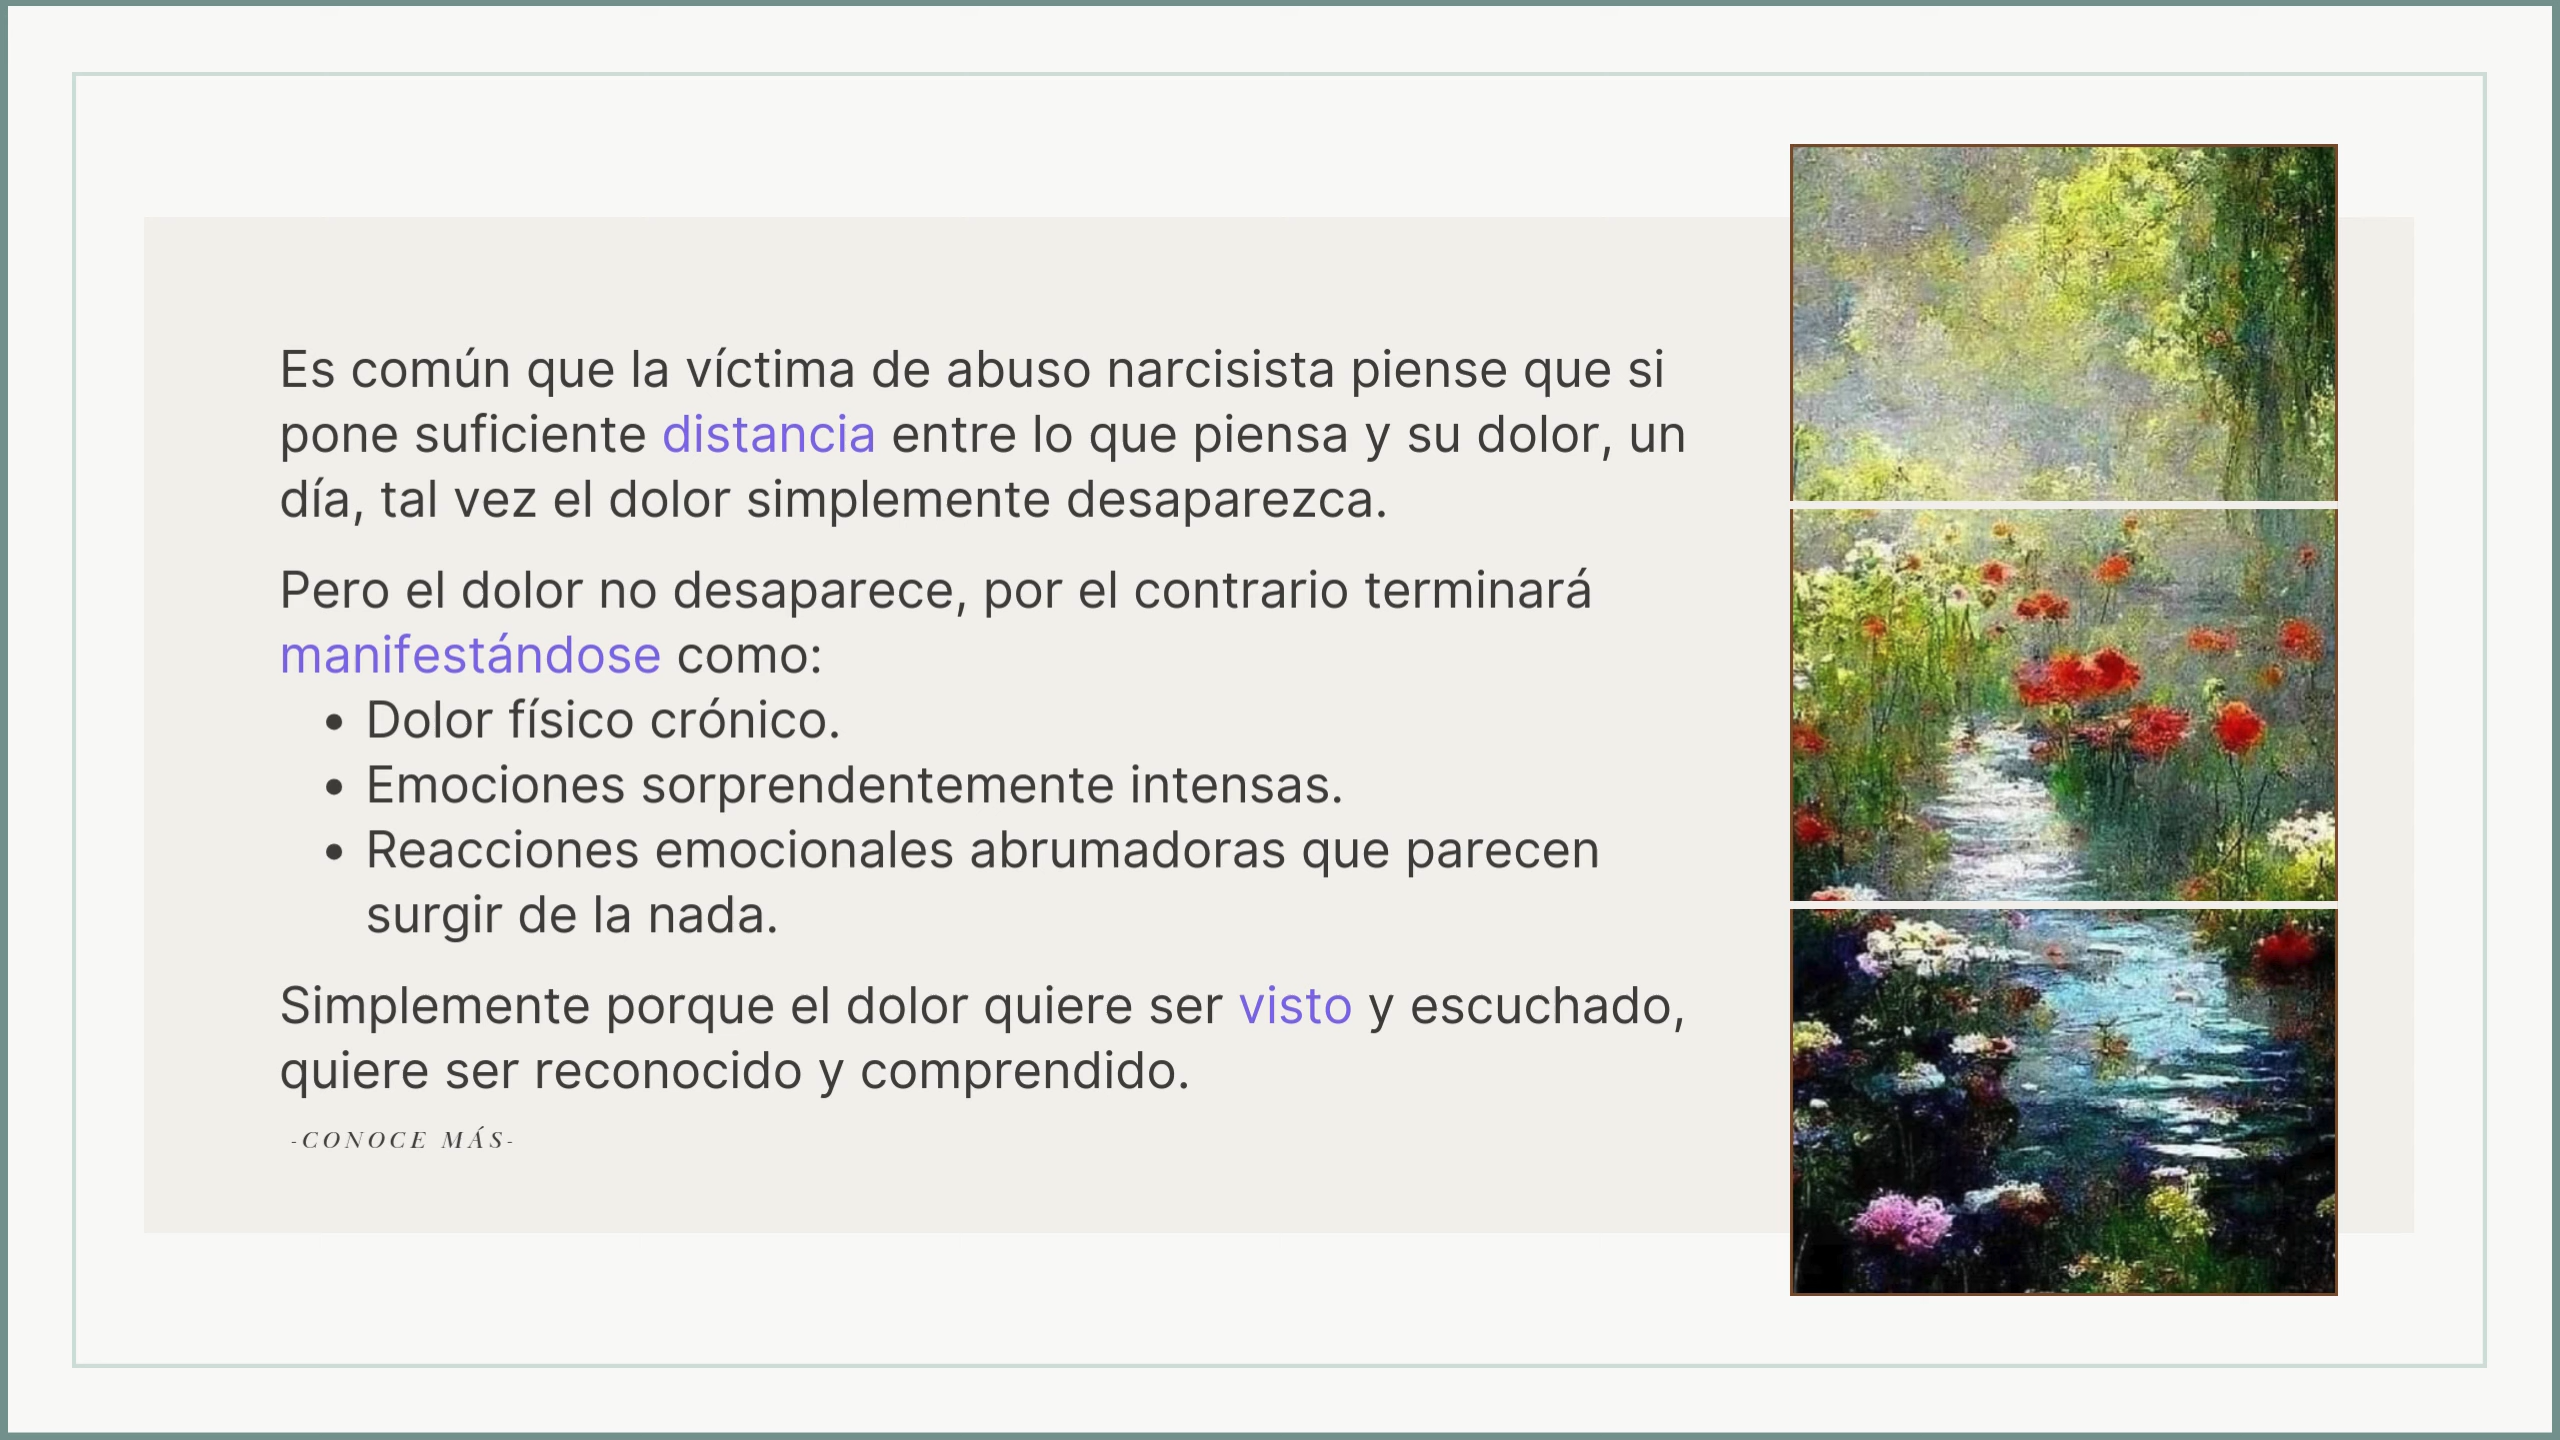 Es común que la víctima de abuso narcisista piense que si
pone suficiente distancia entre lo que piensa y su dolor, un
día, tal vez el dolor simplemente desaparezca.
Pero el dolor no desaparece, por el contrario terminará
manifestándose como:
• Dolor físico crónico.
• Emociones sorprendentemente intensas.
• Reacciones emocionales abrumadoras que parecen
surgir de la nada.
Simplemente porque el dolor quiere ser visto y escuchado,
quiere ser reconocido y comprendido.
-CONOCE MÁS-